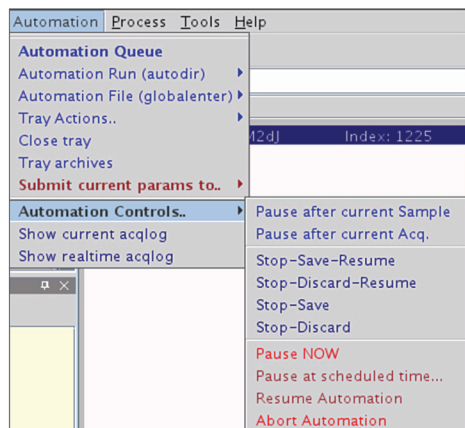 Automation Process Tools Help
Automation Queue
Automation Run (autodir)
Automation File (globalenter)
Tray Actions..
Close tray
Tray archives
Submit current params to..
Automation Controls..
Show current acqlog
Show realtime acqlog
M2dJ Index: 1225
Pause after current Sample
Pause after current Acq.
Stop-Save-Resume
Stop-Discard-Resume
Stop-Save
Stop-Discard
Pause NOW
Pause at scheduled time...
Resume Automation
Abort Automation